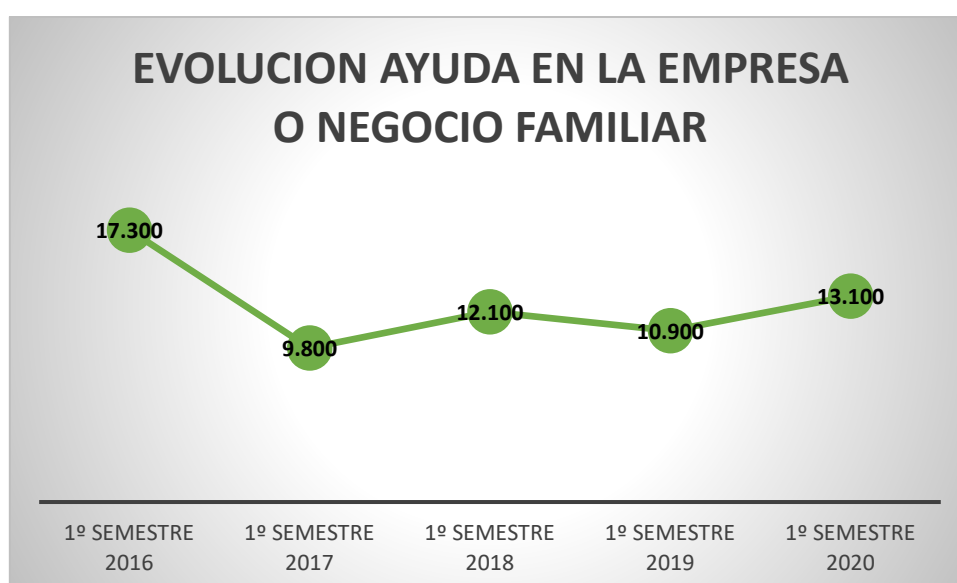 EVOLUCION AYUDA EN LA EMPRESA
O NEGOCIO FAMILIAR
17.300
9.800
12.100
10.900
13.100
1º SEMESTRE
2016
1º SEMESTRE
2017
1º SEMESTRE
2018
1º SEMESTRE
2019
1º SEMESTRE
2020